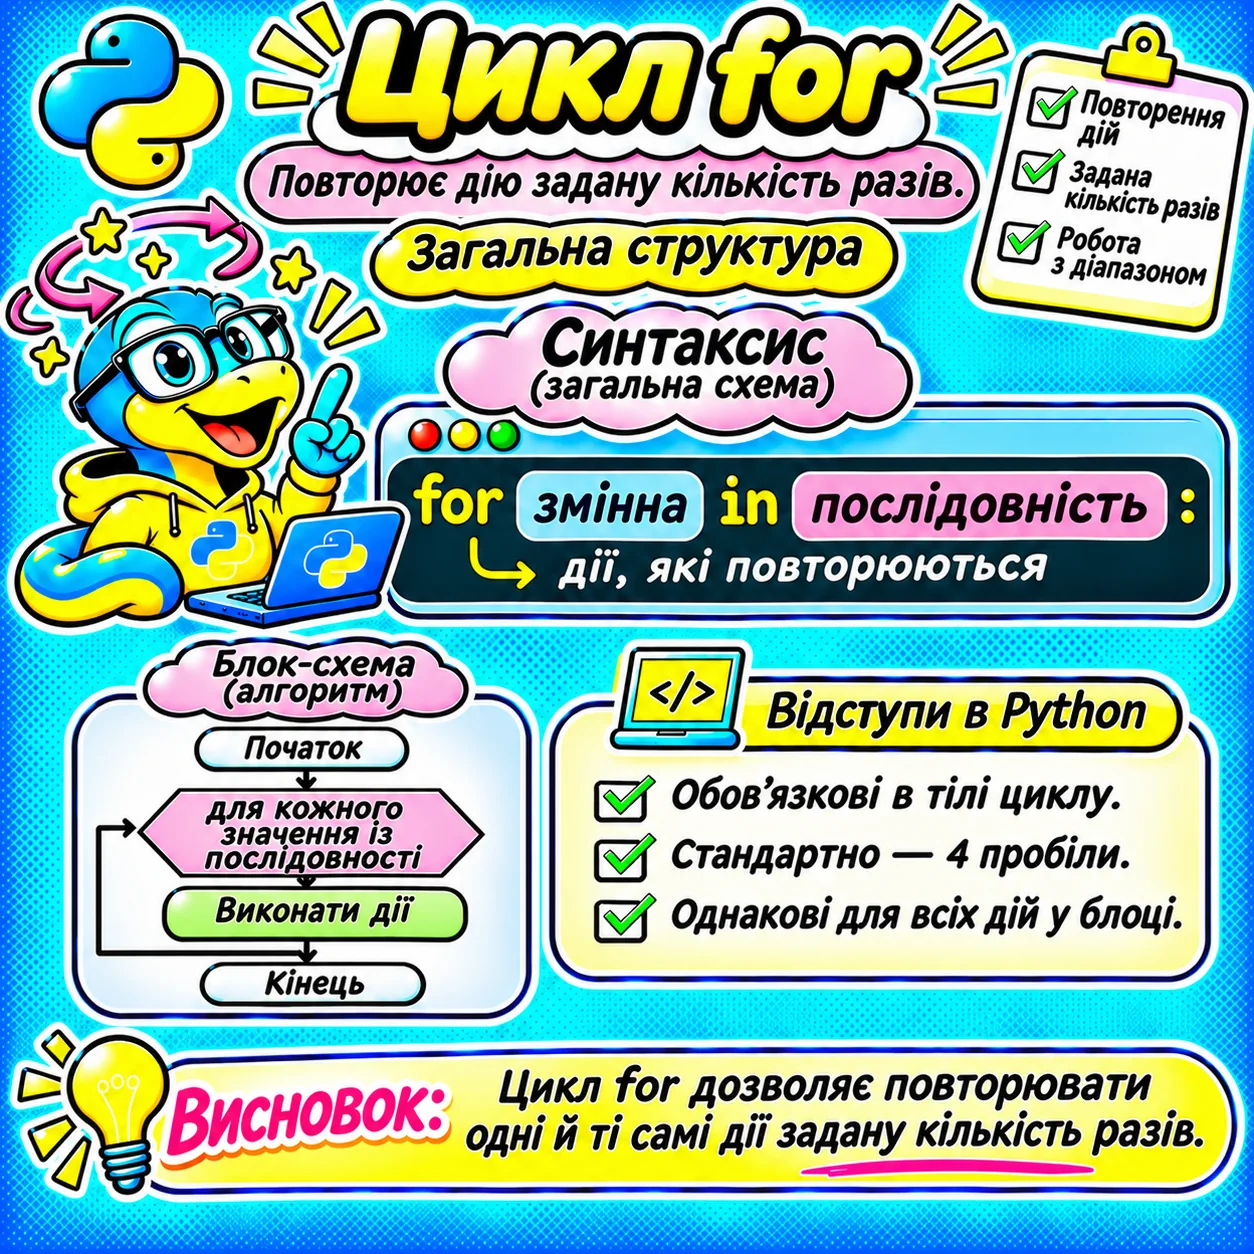 Цикл for
Повторює дію задану кількість разів.
Загальна структура
Повторення
дій
Задана
кількість разів
Робота
з діапазоном
Синтаксис
(загальна схема)
for змінна in послідовність :
дії, які повторюються
Блок-схема
(алгоритм)
Початок
для кожного
значення із
послідовності
Виконати дії
Кінець
</>
Відступи в Python
Обов’язкові в тілі циклу.
Стандартно — 4 пробіли.
Однакові для всіх дій у блоці.
Висновок:
Цикл for дозволяє повторювати
одні й ті самі дії задану кількість разів.